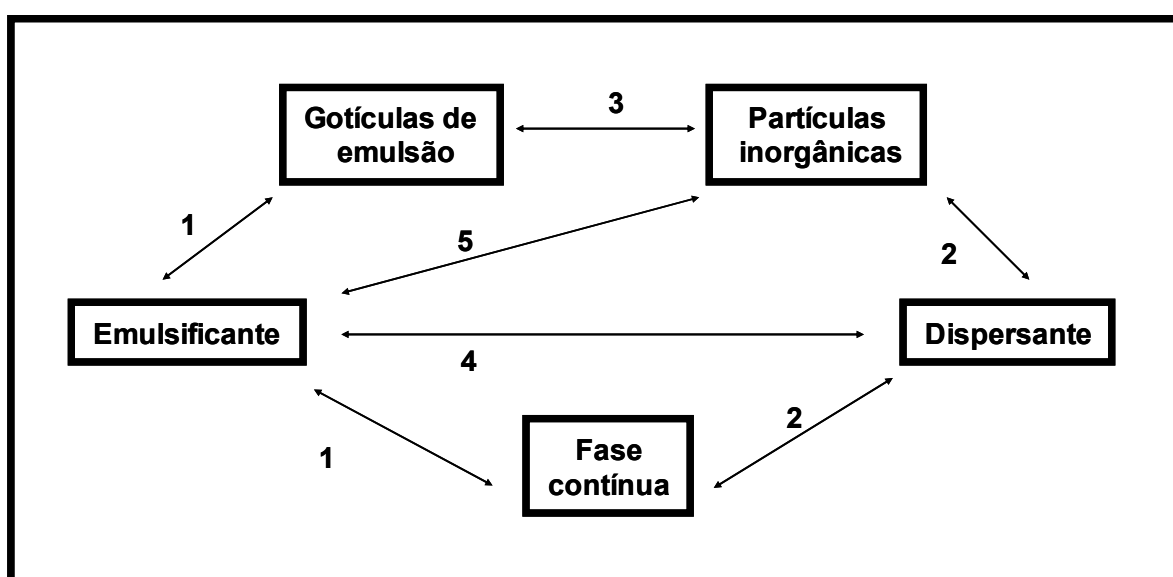 Gotículas de
emulsão
3
Partículas
inorgânicas
1
5
2
Emulsificante
4
Dispersante
1
2
Fase
contínua